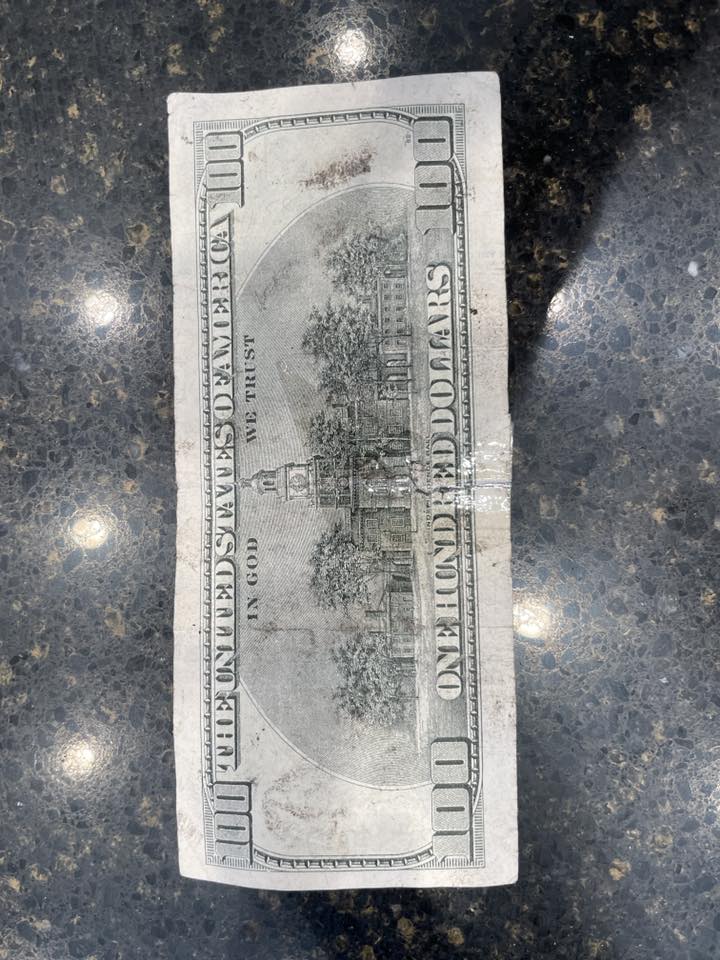 100 THE UNITED STATES OF AMERICA 100
IN GOD WE TRUST
100 ONE HUNDRED DOLLARS 100